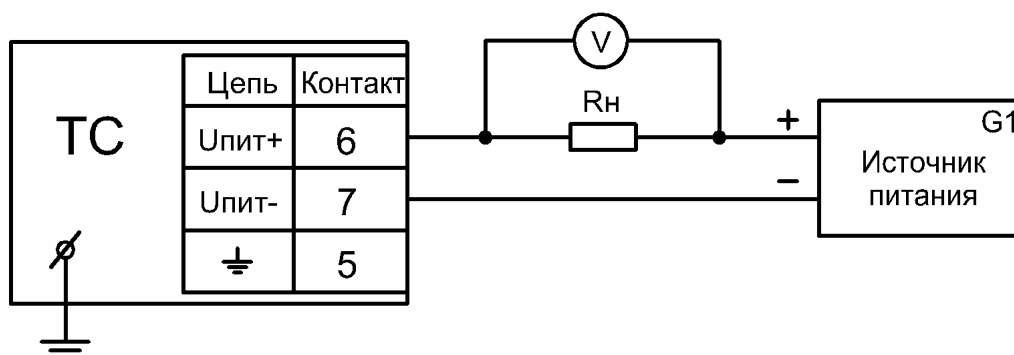 V
Цепь Контакт
Rн
ТС
Uпит+ 6
+
G1
Источник
питания
Uпит- 7
–
5